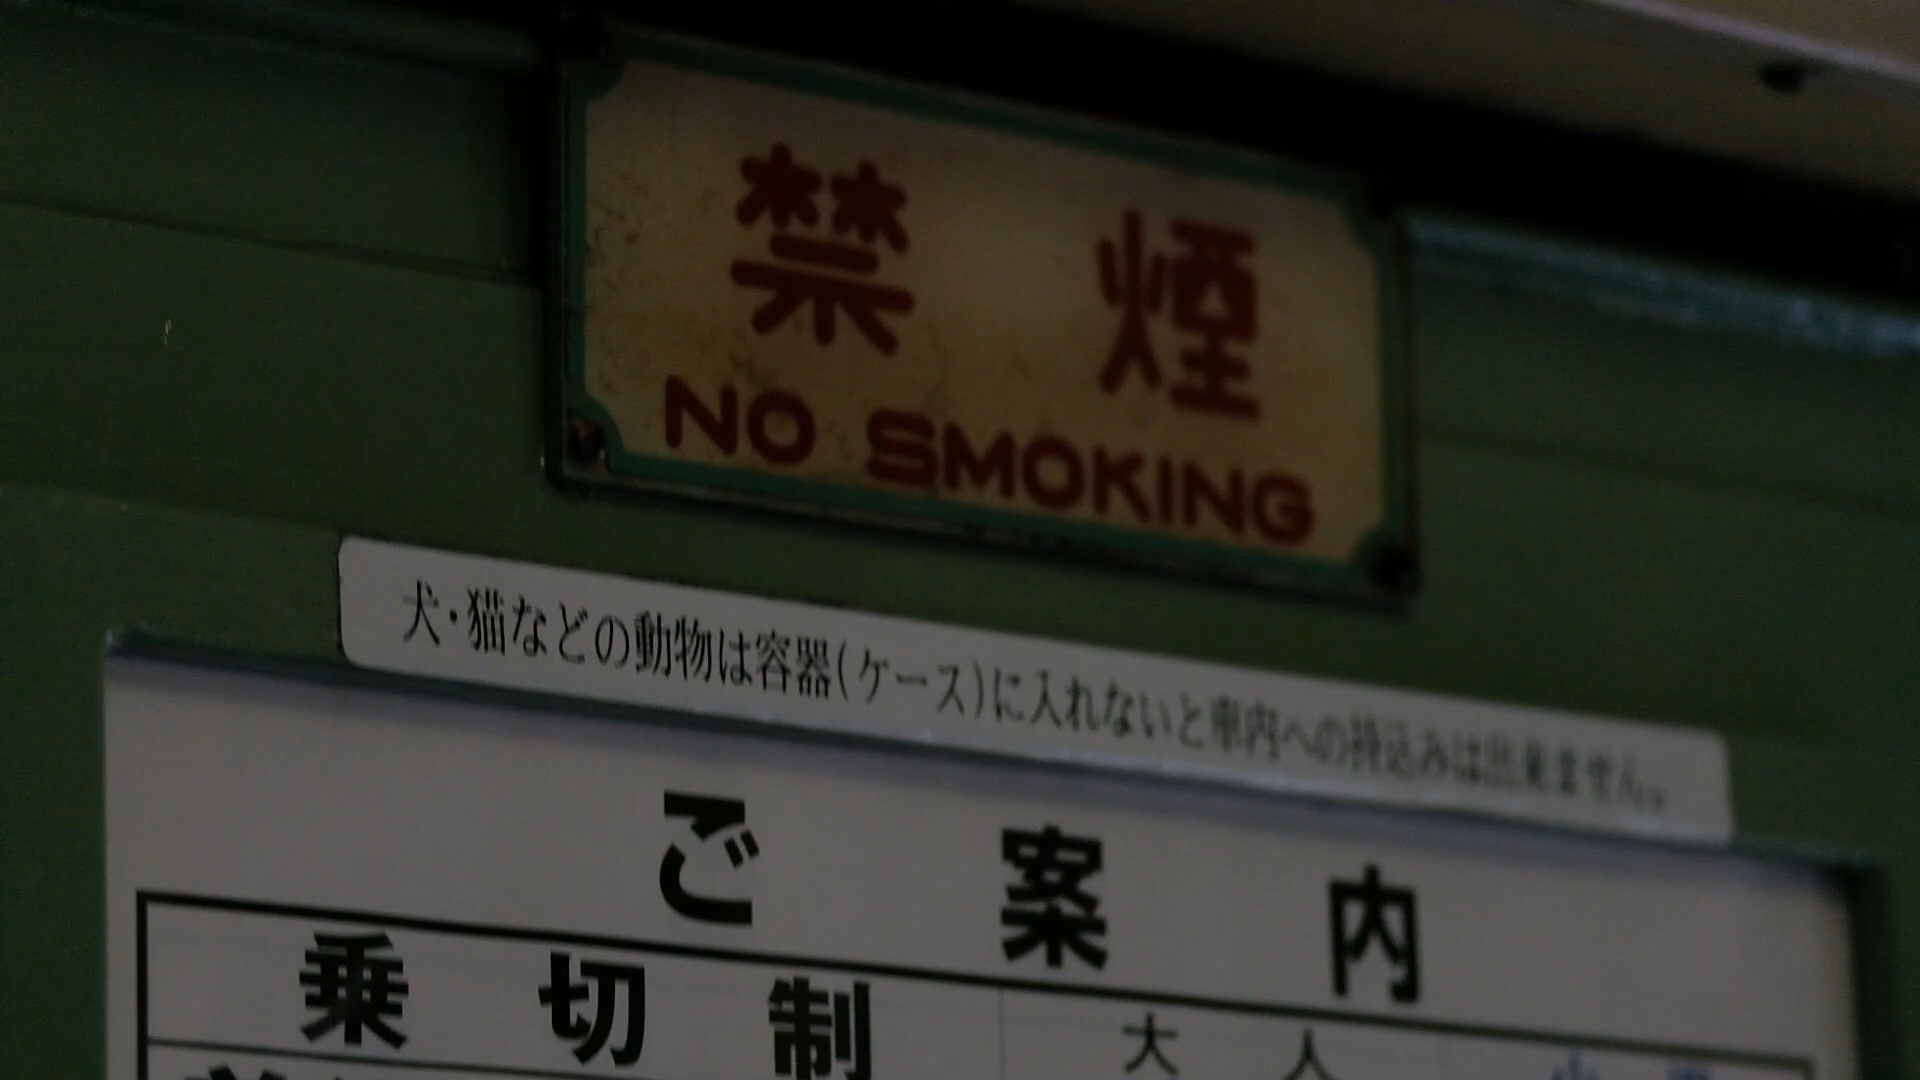 禁煙
NO SMOKING
犬・猫などの動物は容器(ケース)に入れないと車内への持込みは出来ません。
ご案内
乗切制 大人